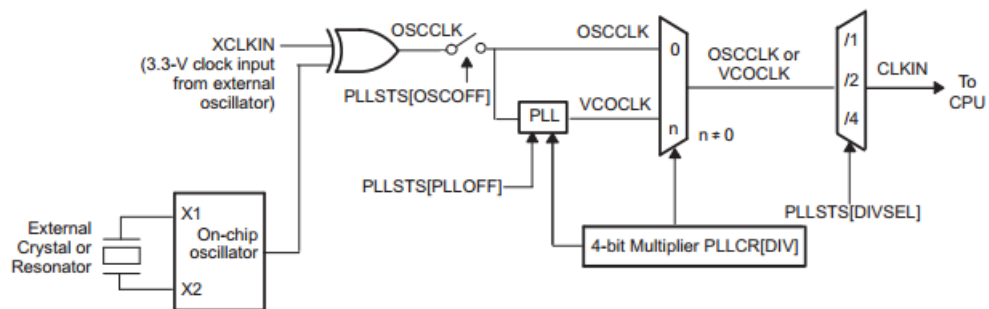 XCLKIN
(3.3-V clock input
from external
oscillator)
OSCCLK
PLLSTS[OSCOFF]
OSCCLK
0
PLL
VCOCLK
n
n ≠ 0
OSCCLK or
VCOCLK
/1
/2
/4
CLKIN
To
CPU
PLLSTS[PLLOFF]
PLLSTS[DIVSEL]
4-bit Multiplier PLLCR[DIV]
External
Crystal or
Resonator
X1
On-chip
oscillator
X2